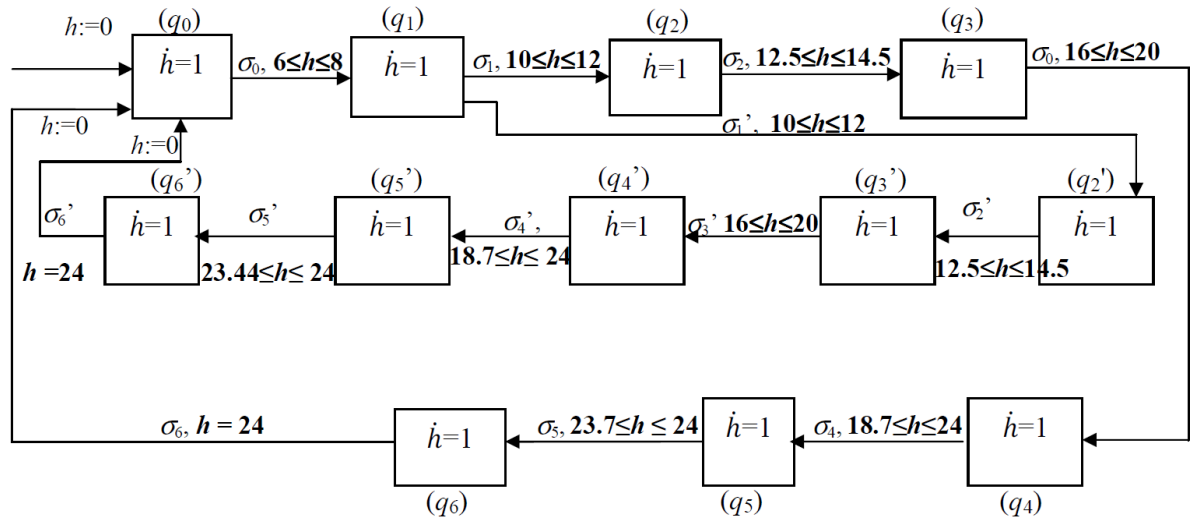 (q0) (q1) (q2) (q3)
h:=0
ḣ=1 σ0, 6≤h≤8 ḣ=1 σ1, 10≤h≤12 ḣ=1 σ2, 12.5≤h≤14.5 ḣ=1 σ0, 16≤h≤20
h:=0
h:=0
σ1’, 10≤h≤12
(q6’) (q5’) (q4’) (q3’) (q2')
σ6’ ḣ=1 σ5’ ḣ=1 σ4’, ḣ=1 σ3’ 16≤h≤20 ḣ=1 σ2’ ḣ=1
h =24 23.44≤h≤ 24 18.7≤h≤ 24 12.5≤h≤14.5
σ6, h = 24 ḣ=1 σ5, 23.7≤h ≤ 24 ḣ=1 σ4, 18.7≤h≤24 ḣ=1
(q6) (q5) (q4)